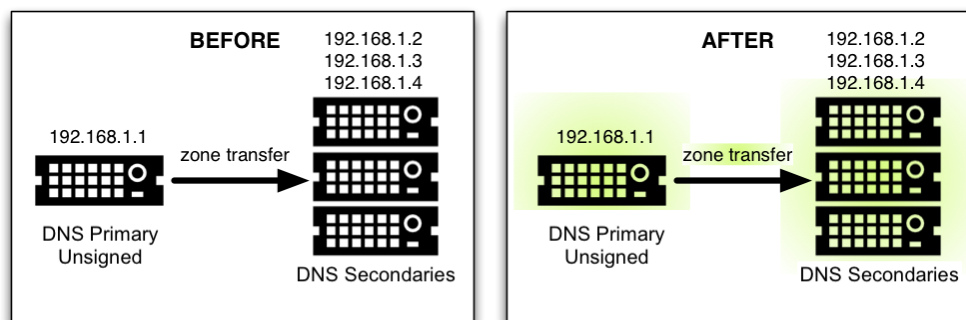 BEFORE
192.168.1.2
192.168.1.3
192.168.1.4
192.168.1.1
zone transfer
DNS Primary
Unsigned
DNS Secondaries
AFTER
192.168.1.2
192.168.1.3
192.168.1.4
192.168.1.1
zone transfer
DNS Primary
Unsigned
DNS Secondaries